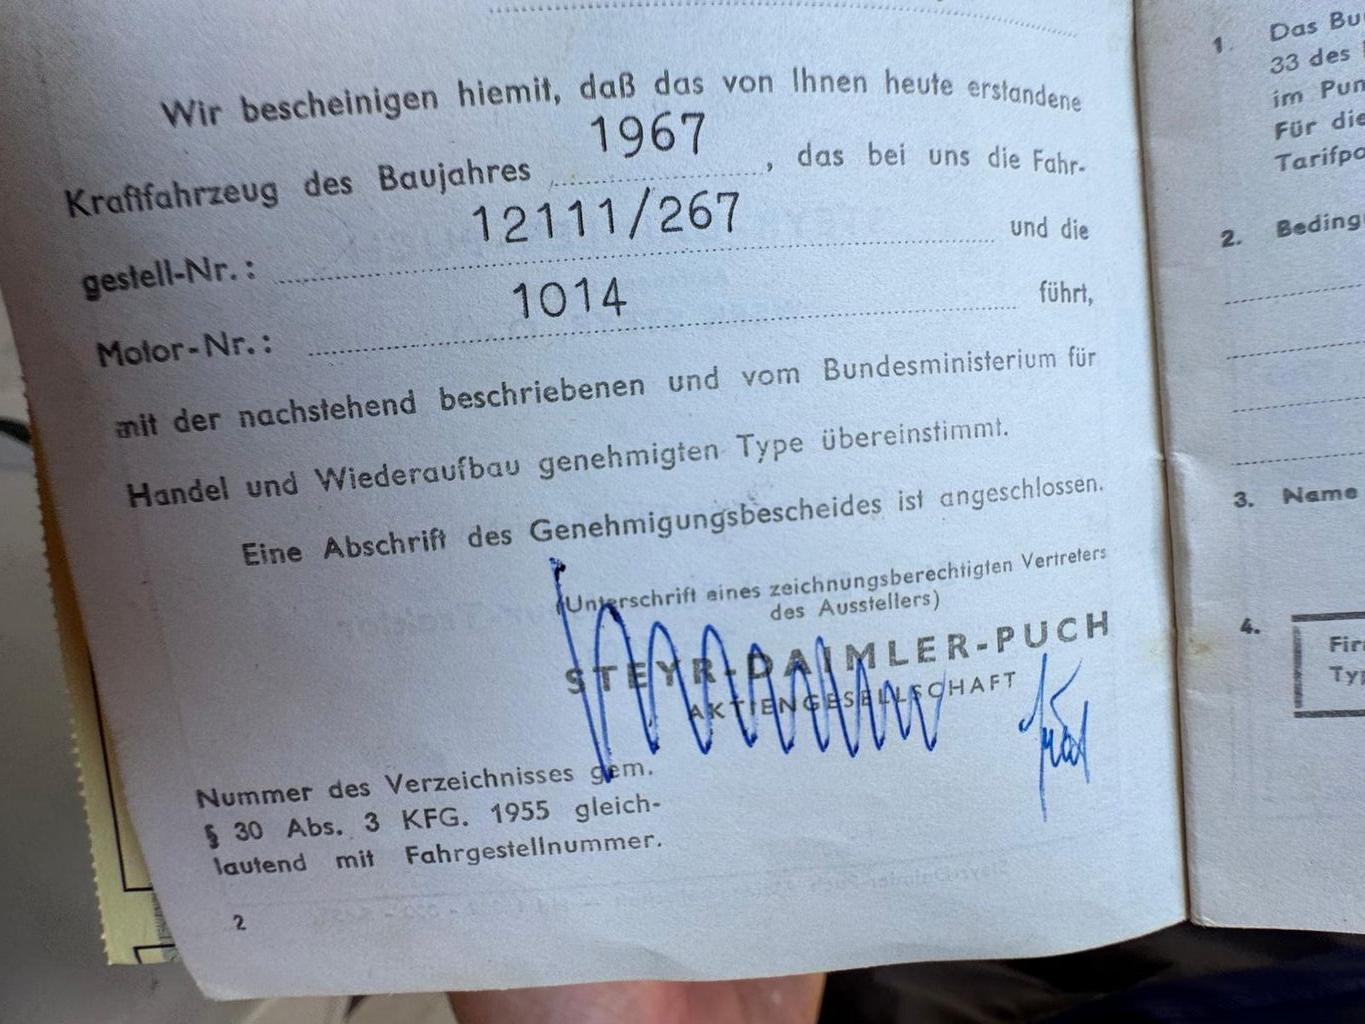 Wir bescheinigen hiemit, daß das von Ihnen heute erstandene
Kraftfahrzeug des Baujahres 1967, das bei uns die Fahr-
gestell-Nr.: 12111/267 und die
Motor-Nr.: 1014 führt,
mit der nachstehend beschriebenen und vom Bundesministerium für
Handel und Wiederaufbau genehmigten Type übereinstimmt.
Eine Abschrift des Genehmigungsbescheides ist angeschlossen.
(Unterschrift eines zeichnungsberechtigten Vertreters
des Ausstellers)
STEYR-DAIMLER-PUCH
AKTIENGESELLSCHAFT
Nummer des Verzeichnisses gem.
§ 30 Abs. 3 KFG. 1955 gleich-
lautend mit Fahrgestellnummer.
2
1. Das
33 des
im
Für die
2.
3. Name
4.